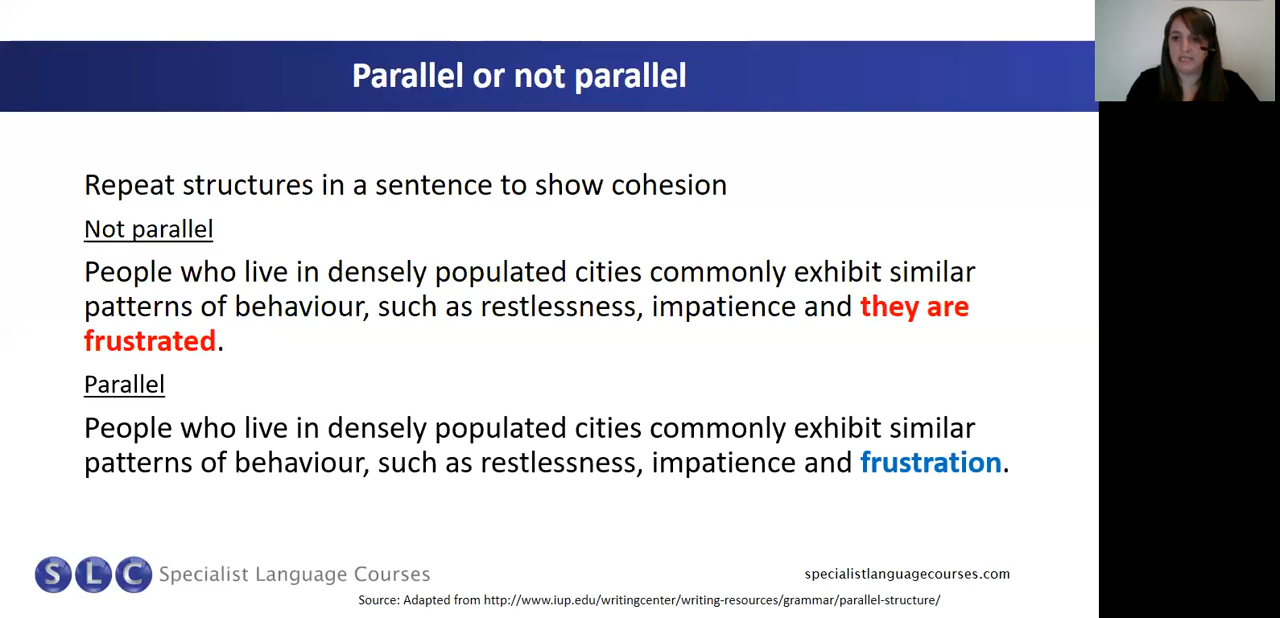 Parallel or not parallel
Repeat structures in a sentence to show cohesion
Not parallel
People who live in densely populated cities commonly exhibit similar
patterns of behaviour, such as restlessness, impatience and they are
frustrated.
Parallel
People who live in densely populated cities commonly exhibit similar
patterns of behaviour, such as restlessness, impatience and frustration.
SLC Specialist Language Courses
specialistlanguagecourses.com
Source: Adapted from http://www.iup.edu/writingcenter/writing-resources/grammar/parallel-structure/